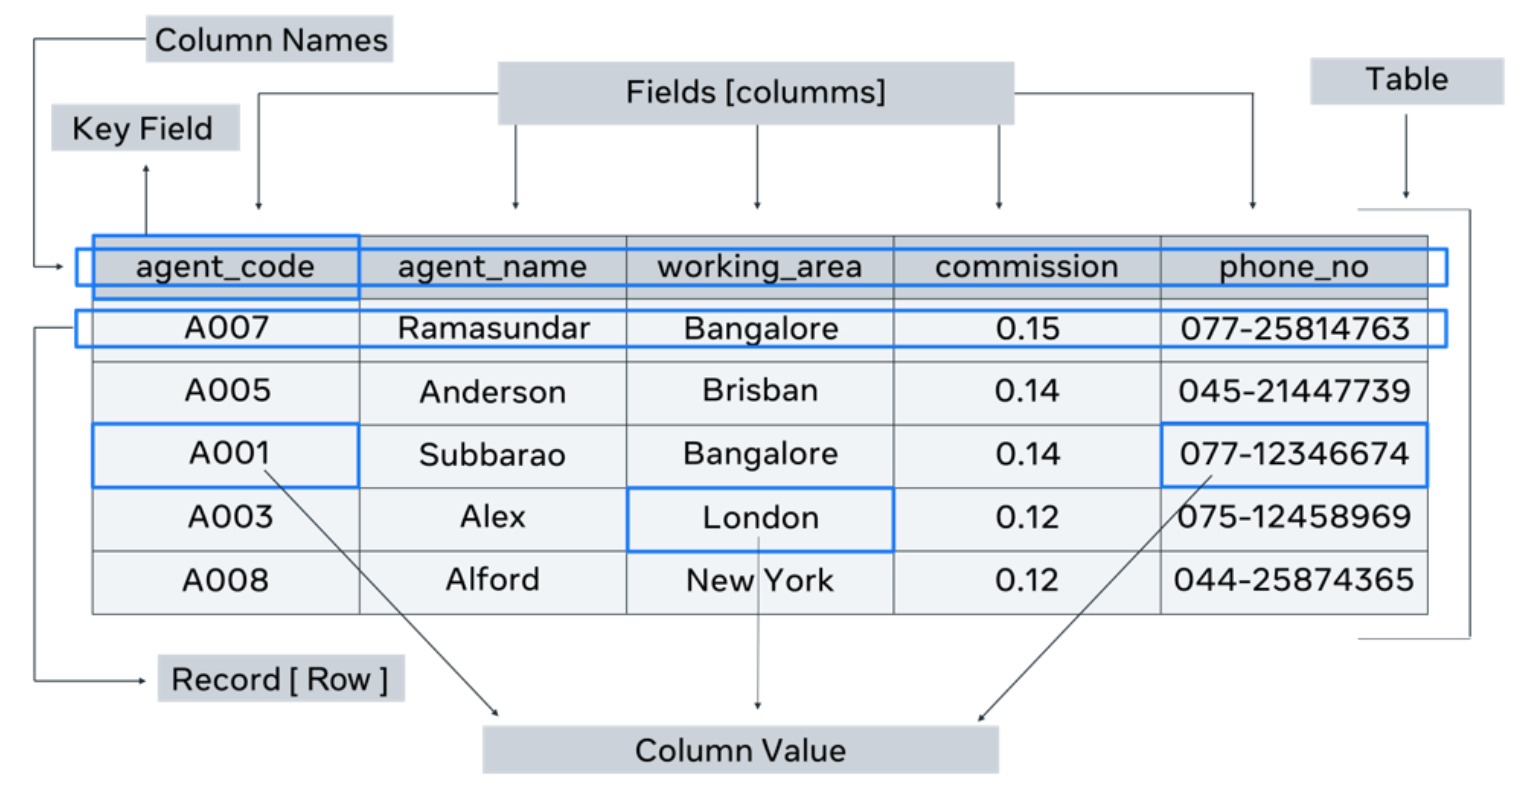 Column Names
Fields [columms]
Table
Key Field
agent_code agent_name working_area commission phone_no
A007 Ramasundar Bangalore 0.15 077-25814763
A005 Anderson Brisban 0.14 045-21447739
A001 Subbarao Bangalore 0.14 077-12346674
A003 Alex London 0.12 075-12458969
A008 Alford New York 0.12 044-25874365
Record [ Row ]
Column Value